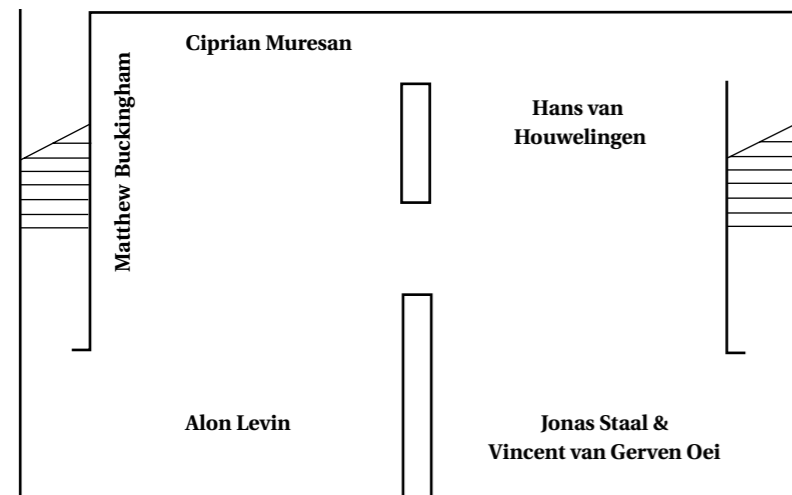 Ciprian Muresan
Matthew Buckingham
Hans van
Houwelingen
Alon Levin
Jonas Staal &
Vincent van Gerven Oei